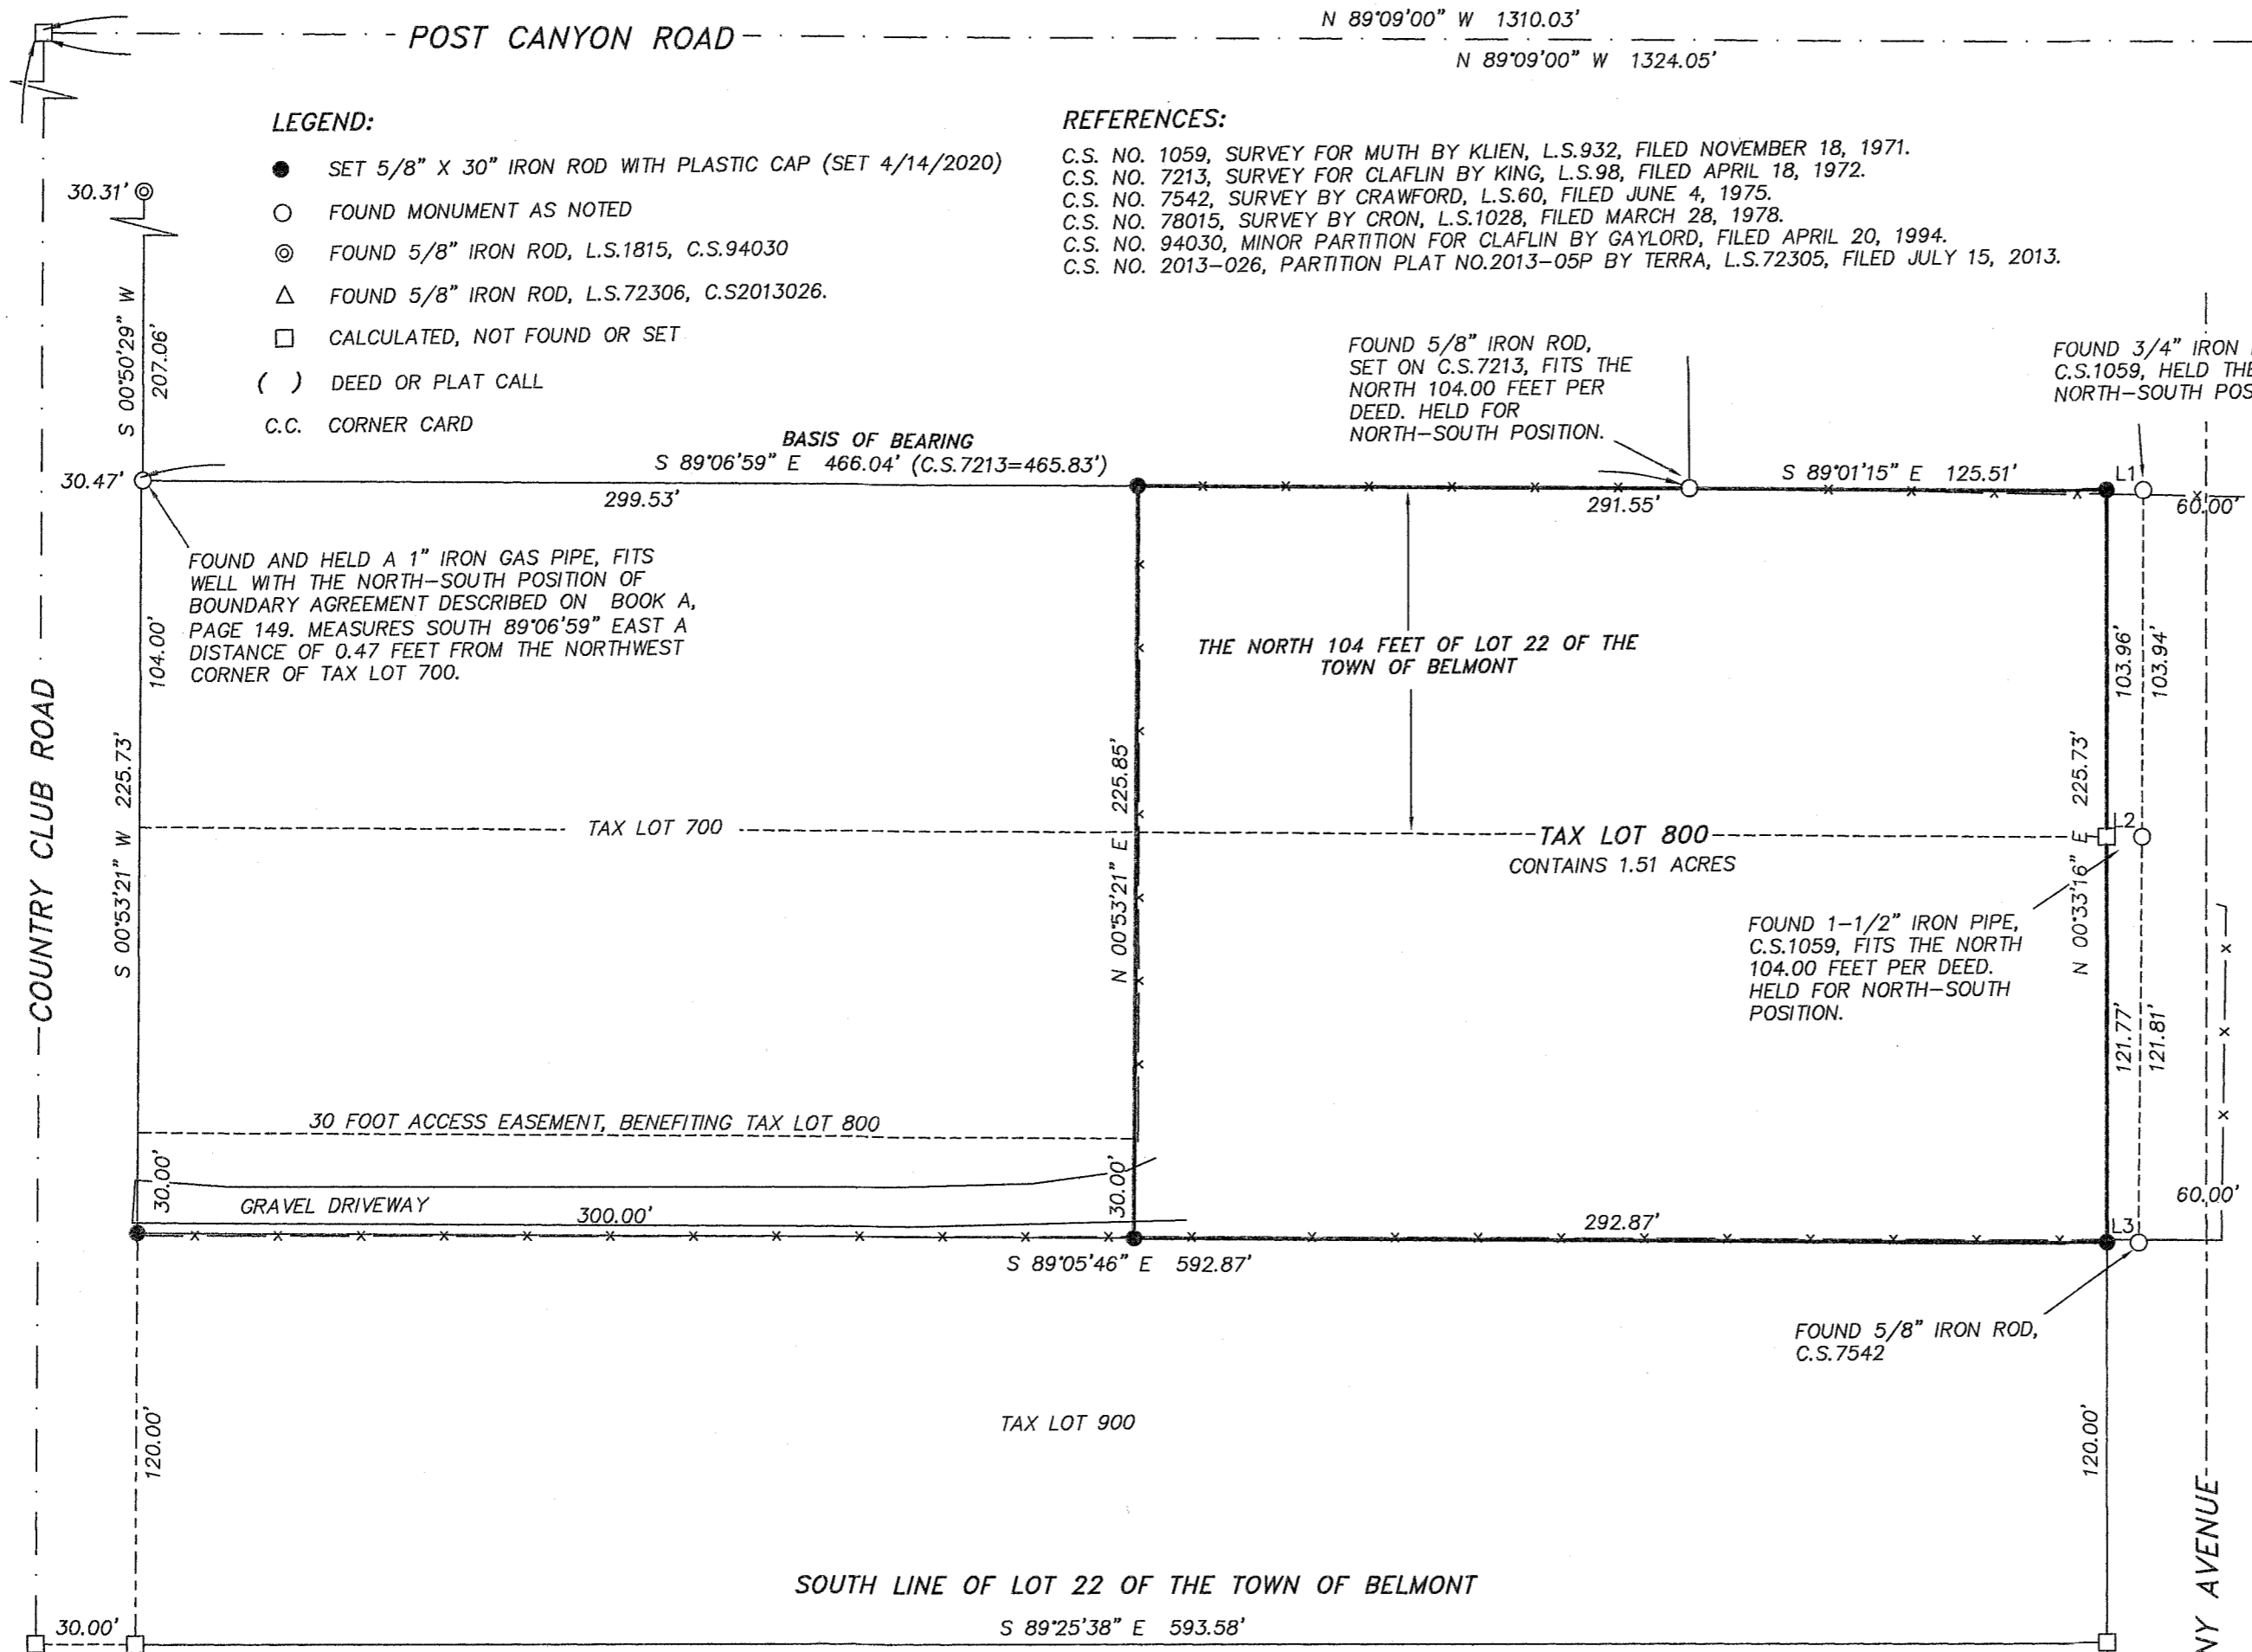 N 89°09'00" W 1310.03'
POST CANYON ROAD
N 89°09'00" W 1324.05'
LEGEND:
SET 5/8" X 30" IRON ROD WITH PLASTIC CAP (SET 4/14/2020)
FOUND MONUMENT AS NOTED
FOUND 5/8" IRON ROD, L.S.1815, C.S.94030
FOUND 5/8" IRON ROD, L.S.72306, C.S2013026.
CALCULATED, NOT FOUND OR SET
( ) DEED OR PLAT CALL
C.C. CORNER CARD
REFERENCES:
C.S. NO. 1059, SURVEY FOR MUTH BY KLIEN, L.S.932, FILED NOVEMBER 18, 1971.
C.S. NO. 7213, SURVEY FOR CLAFLIN BY KING, L.S.98, FILED APRIL 18, 1972.
C.S. NO. 7542, SURVEY BY CRAWFORD, L.S.60, FILED JUNE 4, 1975.
C.S. NO. 78015, SURVEY BY CRON, L.S.1028, FILED MARCH 28, 1978.
C.S. NO. 94030, MINOR PARTITION FOR CLAFLIN BY GAYLORD, FILED APRIL 20, 1994.
C.S. NO. 2013-026, PARTITION PLAT NO.2013-05P BY TERRA, L.S.72305, FILED JULY 15, 2013.
30.31'
S 00°50'29" W
207.06'
FOUND 5/8" IRON ROD,
SET ON C.S.7213, FITS THE
NORTH 104.00 FEET PER
DEED. HELD FOR
NORTH-SOUTH POSITION.
FOUND 3/4" IRON
C.S.1059, HELD THE
NORTH-SOUTH POS
BASIS OF BEARING
S 89°06'59" E 466.04' (C.S.7213=465.83')
30.47'
299.53'
291.55'
S 89°01'15" E 125.51'
L1
60.00'
FOUND AND HELD A 1" IRON GAS PIPE, FITS
WELL WITH THE NORTH-SOUTH POSITION OF
BOUNDARY AGREEMENT DESCRIBED ON BOOK A,
PAGE 149. MEASURES SOUTH 89°06'59" EAST A
DISTANCE OF 0.47 FEET FROM THE NORTHWEST
CORNER OF TAX LOT 700.
104.00'
THE NORTH 104 FEET OF LOT 22 OF THE
TOWN OF BELMONT
103.96'
103.94'
COUNTRY CLUB ROAD
S 00°53'21" W 225.73'
N 00°53'21" E 225.85'
N 00°33'16" E 225.73'
TAX LOT 700
TAX LOT 800
CONTAINS 1.51 ACRES
L2
FOUND 1-1/2" IRON PIPE,
C.S.1059, FITS THE NORTH
104.00 FEET PER DEED.
HELD FOR NORTH-SOUTH
POSITION.
121.77'
121.81'
30 FOOT ACCESS EASEMENT, BENEFITING TAX LOT 800
30.00'
30.00'
GRAVEL DRIVEWAY
300.00'
292.87'
60.00'
L3
S 89°05'46" E 592.87'
FOUND 5/8" IRON ROD,
C.S.7542
120.00'
TAX LOT 900
120.00'
NY AVENUE
SOUTH LINE OF LOT 22 OF THE TOWN OF BELMONT
30.00'
S 89°25'38" E 593.58'